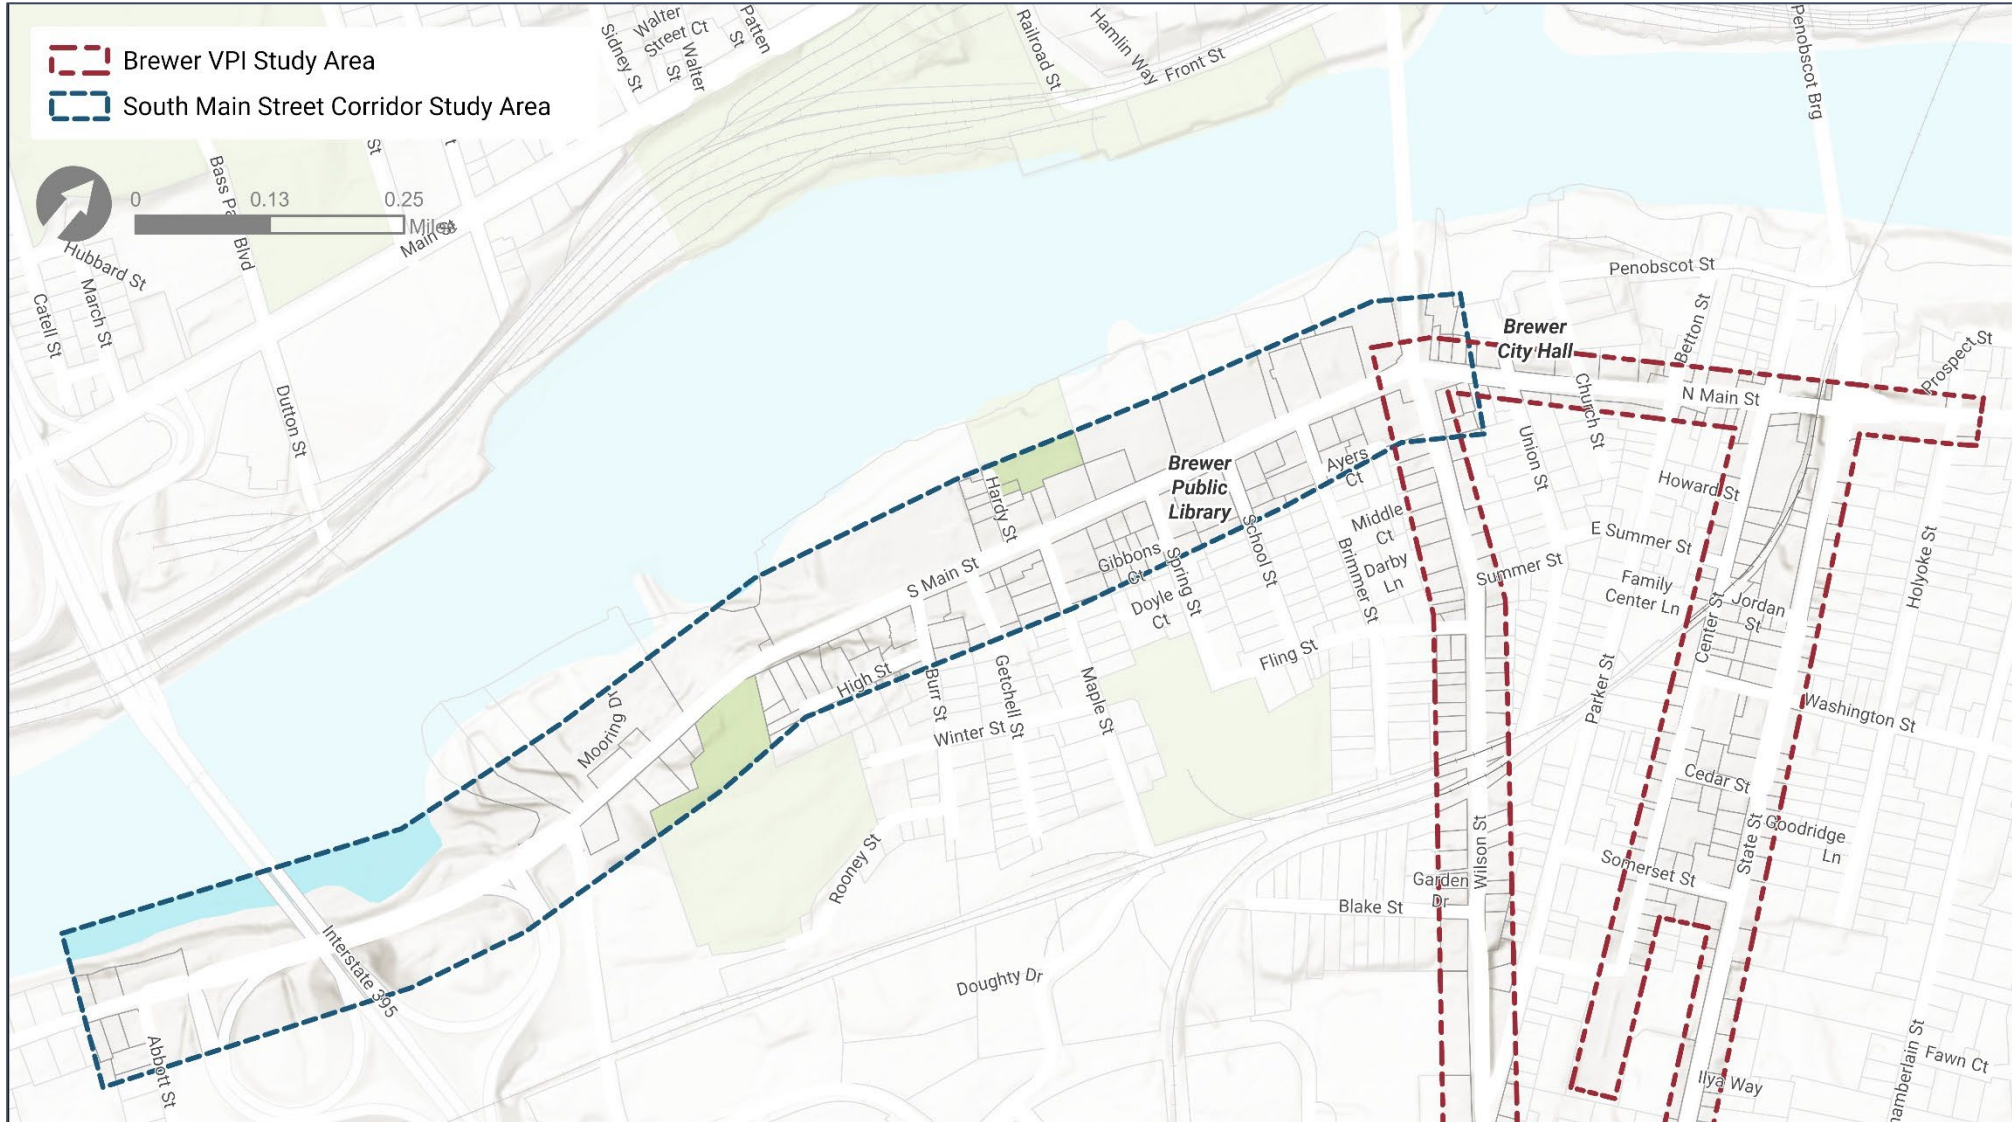 Brewer VPI Study Area
South Main Street Corridor Study Area
0
0.13
0.25
Miles
Sidney St
Walter
Street Ct
Walter
St
Patten
St
Railroad St
Hamlin Way
Front St
Penobscot Brg
St
Blvd
Main St
Hubbard St
March St
Catell St
Dutton St
Penobscot St
Betton St
Brewer
City Hall
Prospect St
Church St
N Main St
Union St
Howard St
E Summer St
Summer St
Family
Center Ln
Jordan
St
Center St
Holyoke St
Parker St
Washington St
Cedar St
Goodridge
Ln
State St
Somerset St
Wilson St
Garden
Dr
Blake St
Ilya Way
Fawn Ct
Ayers
Ct
Middle
Ct
Darby
Ln
Brimmer St
Brewer
Public
Library
School St
Hardy St
S Main St
Gibbons
Ct
Spring St
Doyle
Ct
Fling St
High St
Burr St
Getchell St
Maple St
Winter St
Mooring Dr
Rooney St
Doughty Dr
Interstate 395
Abbott St